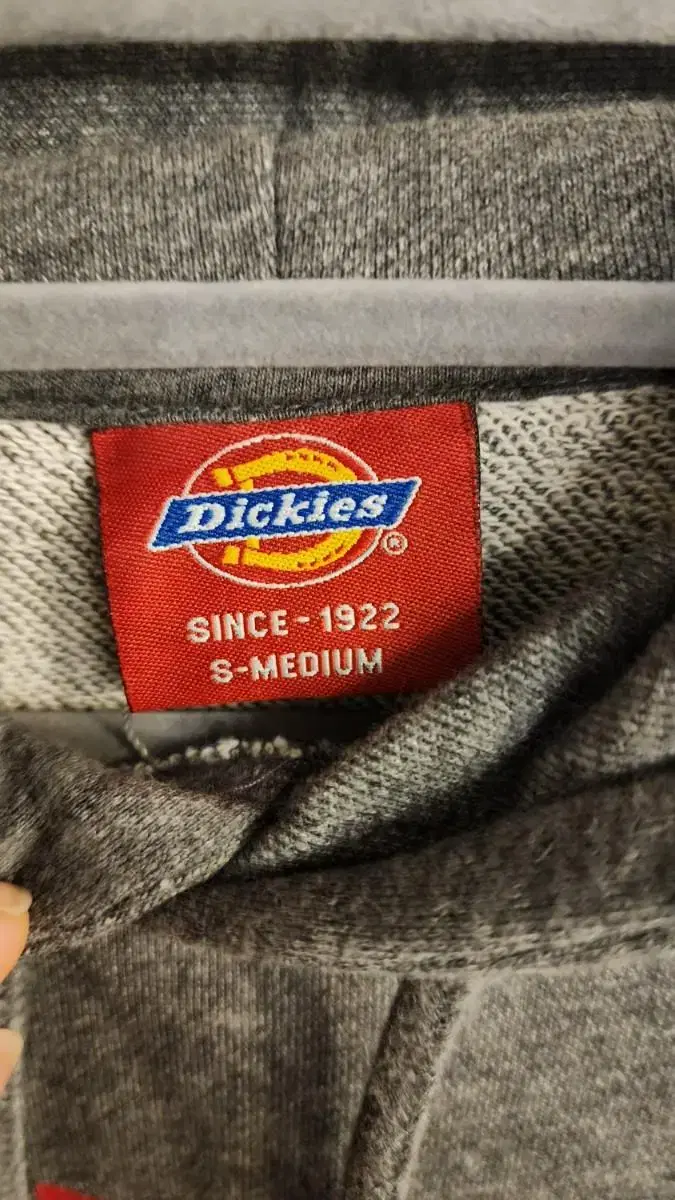 Dickies
®
SINCE - 1922
S-MEDIUM